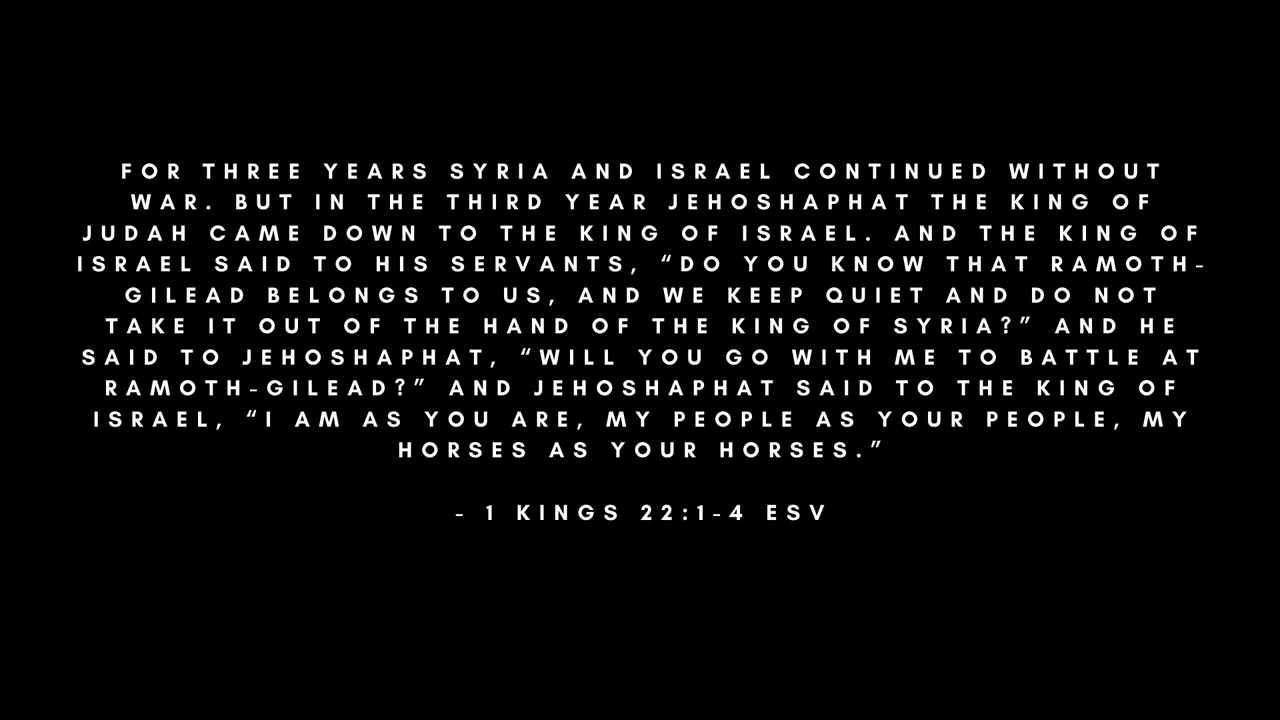 FOR THREE YEARS SYRIA AND ISRAEL CONTINUED WITHOUT
WAR. BUT IN THE THIRD YEAR JEHOSHAPHAT THE KING OF
JUDAH CAME DOWN TO THE KING OF ISRAEL. AND THE KING OF
ISRAEL SAID TO HIS SERVANTS, “DO YOU KNOW THAT RAMOTH-
GILEAD BELONGS TO US, AND WE KEEP QUIET AND DO NOT
TAKE IT OUT OF THE HAND OF THE KING OF SYRIA?” AND HE
SAID TO JEHOSHAPHAT, “WILL YOU GO WITH ME TO BATTLE AT
RAMOTH-GILEAD?” AND JEHOSHAPHAT SAID TO THE KING OF
ISRAEL, “I AM AS YOU ARE, MY PEOPLE AS YOUR PEOPLE, MY
HORSES AS YOUR HORSES.”
- 1 KINGS 22:1-4 ESV